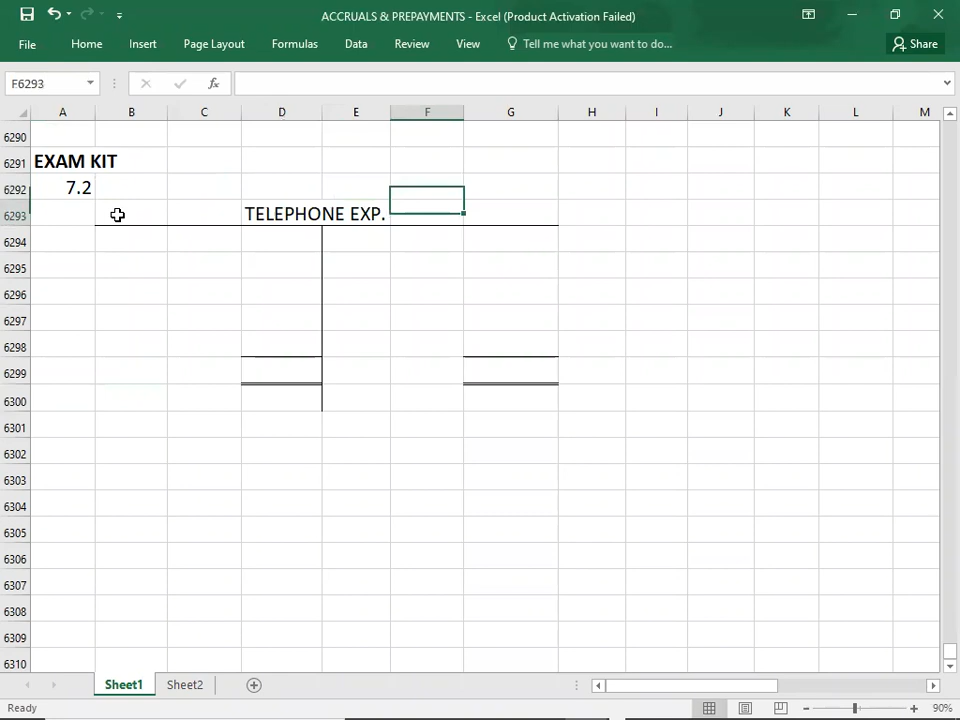 ACCRUALS & PREPAYMENTS - Excel (Product Activation Failed)
File Home Insert Page Layout Formulas Data Review View Tell me what you want to do... Share
F6293 fx
A B C D E F G H I J K L M
6290
6291 EXAM KIT
6292 7.2
6293 TELEPHONE EXP.
6294
6295
6296
6297
6298
6299
6300
6301
6302
6303
6304
6305
6306
6307
6308
6309
6310
Sheet1 Sheet2
Ready 90%